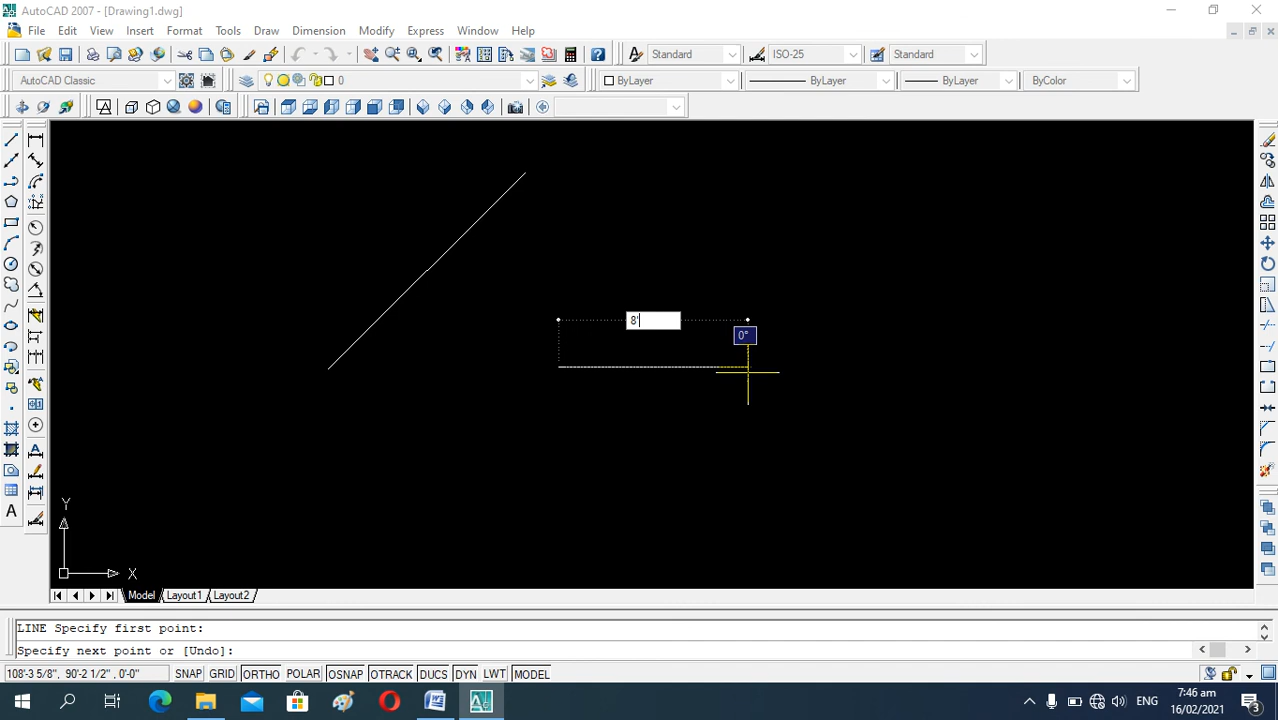 AutoCAD 2007 - [Drawing1.dwg]
File Edit View Insert Format Tools Draw Dimension Modify Express Window Help
Standard ISO-25 Standard
AutoCAD Classic 0 ByLayer ByLayer ByLayer ByColor
8'
0°
A
Y
X
Model Layout1 Layout2
LINE Specify first point:
Specify next point or [Undo]:
108'-3 5/8", 90'-2 1/2", 0'-0" SNAP GRID ORTHO POLAR OSNAP OTRACK DUCS DYN LWT MODEL
ENG
7:46 am
16/02/2021
3